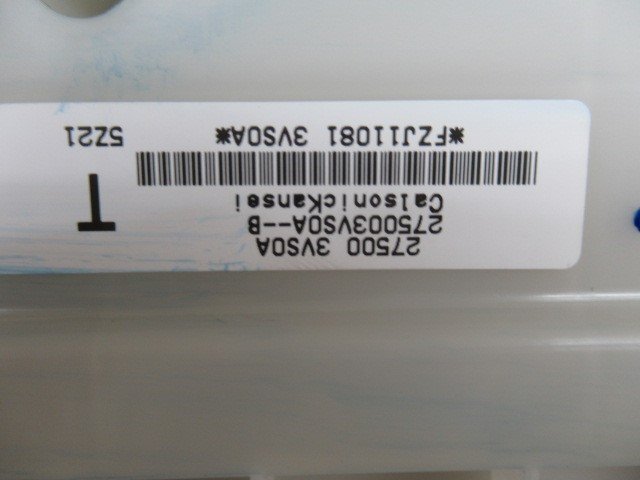 27500 3VS0A
275003VS0A--B
CalsonicKansei
T
*FZJ11081 3VS0A*
5Z21